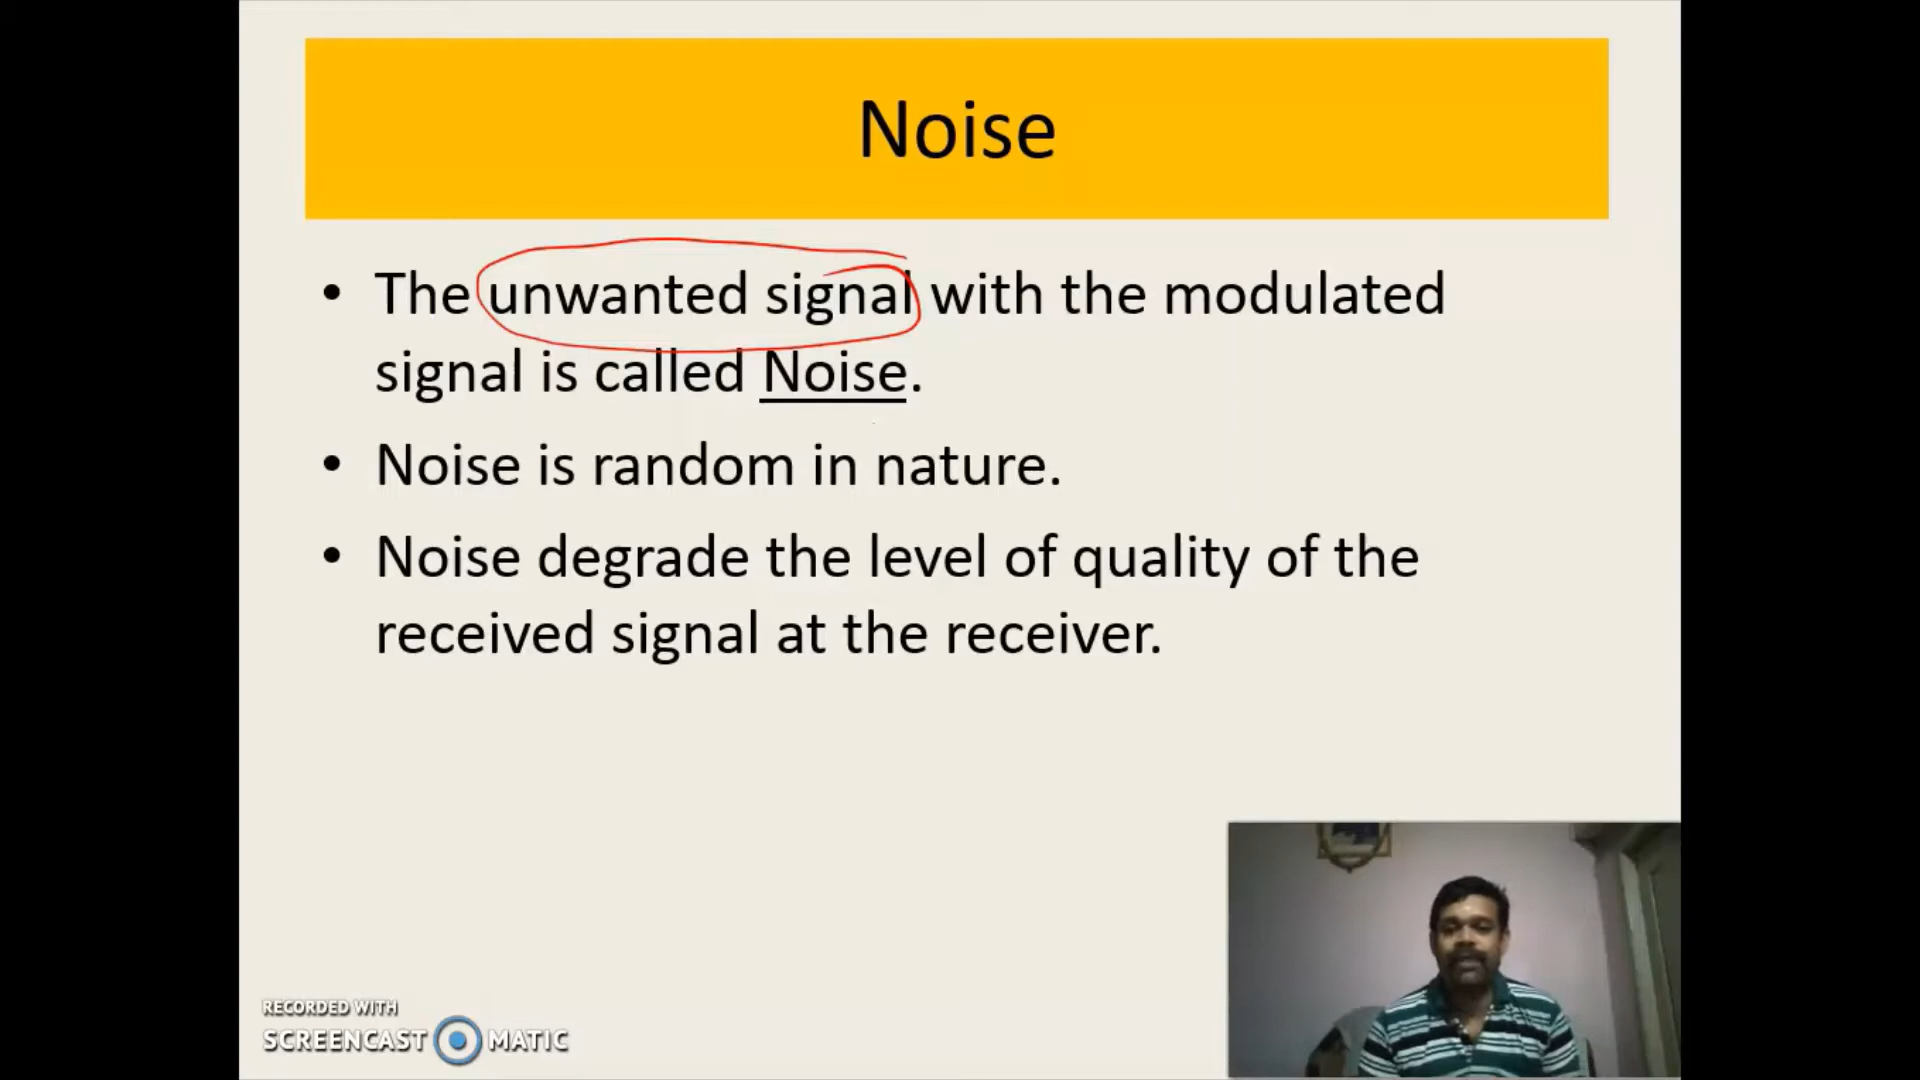 Noise
• The unwanted signal with the modulated
signal is called Noise.
• Noise is random in nature.
• Noise degrade the level of quality of the
received signal at the receiver.
RECORDED WITH
SCREENCAST MATIC